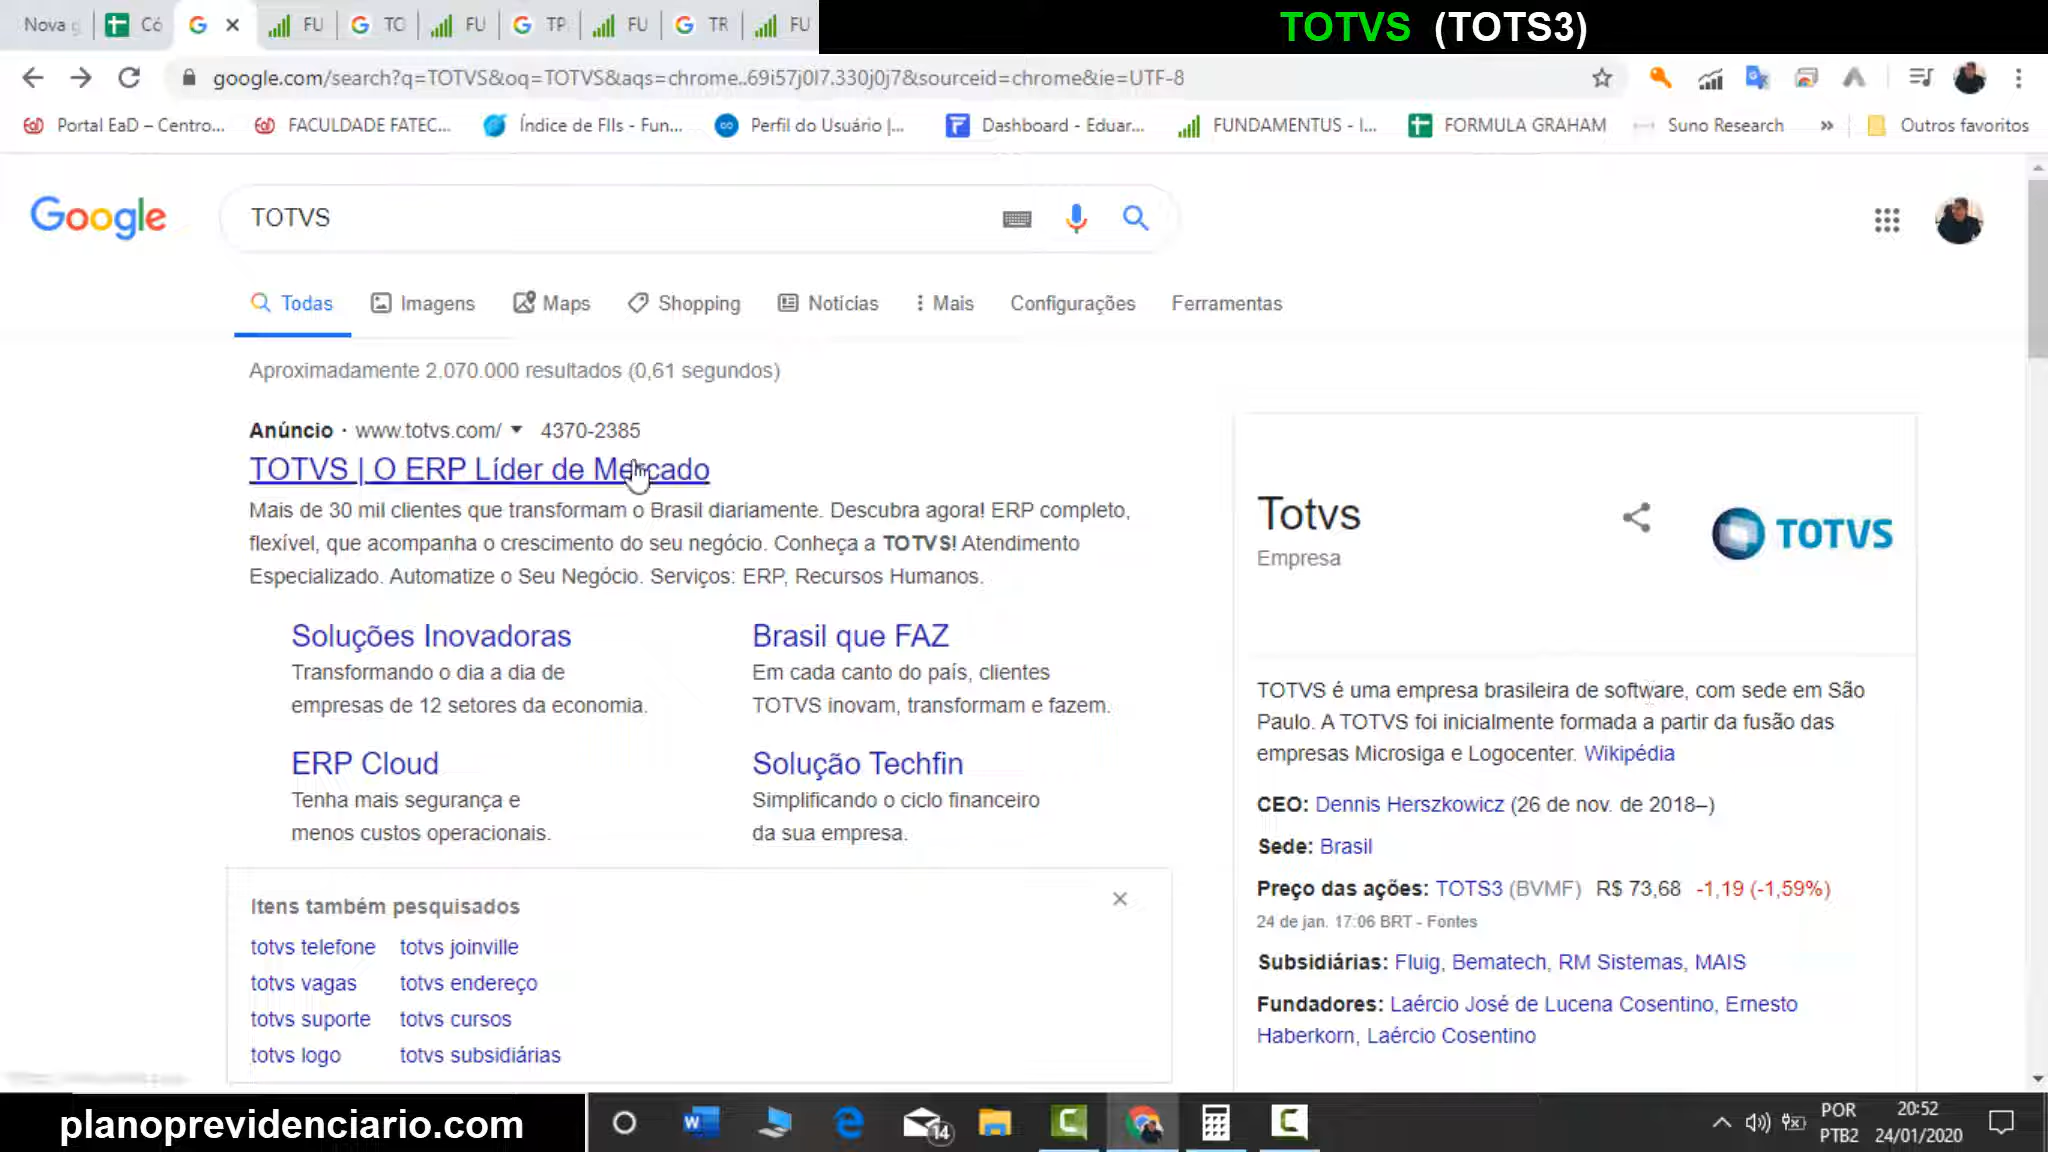 Nova g
Có
FU
TC
FU
TP
FU
TR
FU
TOTVS (TOTS3)
google.com/search?q=TOTVS&oq=TOTVS&aqs=chrome..69i57j0l7.330j0j7&sourceid=chrome&ie=UTF-8
Portal EaD – Centro...
FACULDADE FATEC...
Índice de FIIs - Fun...
Perfil do Usuário |...
Dashboard - Eduar...
FUNDAMENTUS - I...
FORMULA GRAHAM
Suno Research
»
Outros favoritos
Google
TOTVS
Todas
Imagens
Maps
Shopping
Notícias
Mais
Configurações
Ferramentas
Aproximadamente 2.070.000 resultados (0,61 segundos)
Anúncio · www.totvs.com/ 4370-2385
TOTVS | O ERP Líder de Mercado
Mais de 30 mil clientes que transformam o Brasil diariamente. Descubra agora! ERP completo,
flexível, que acompanha o crescimento do seu negócio. Conheça a TOTVS! Atendimento
Especializado. Automatize o Seu Negócio. Serviços: ERP, Recursos Humanos.
Soluções Inovadoras
Transformando o dia a dia de
empresas de 12 setores da economia.
Brasil que FAZ
Em cada canto do país, clientes
TOTVS inovam, transformam e fazem.
ERP Cloud
Tenha mais segurança e
menos custos operacionais.
Solução Techfin
Simplificando o ciclo financeiro
da sua empresa.
Itens também pesquisados
totvs telefone
totvs joinville
totvs vagas
totvs endereço
totvs suporte
totvs cursos
totvs logo
totvs subsidiárias
Totvs
Empresa
TOTVS
TOTVS é uma empresa brasileira de software, com sede em São
Paulo. A TOTVS foi inicialmente formada a partir da fusão das
empresas Microsiga e Logocenter. Wikipédia
CEO: Dennis Herszkowicz (26 de nov. de 2018–)
Sede: Brasil
Preço das ações: TOTS3 (BVMF) R$ 73,68 -1,19 (-1,59%)
24 de jan. 17:06 BRT - Fontes
Subsidiárias: Fluig, Bematech, RM Sistemas, MAIS
Fundadores: Laércio José de Lucena Cosentino, Ernesto
Haberkorn, Laércio Cosentino
planoprevidenciario.com
14
POR
PTB2
20:52
24/01/2020